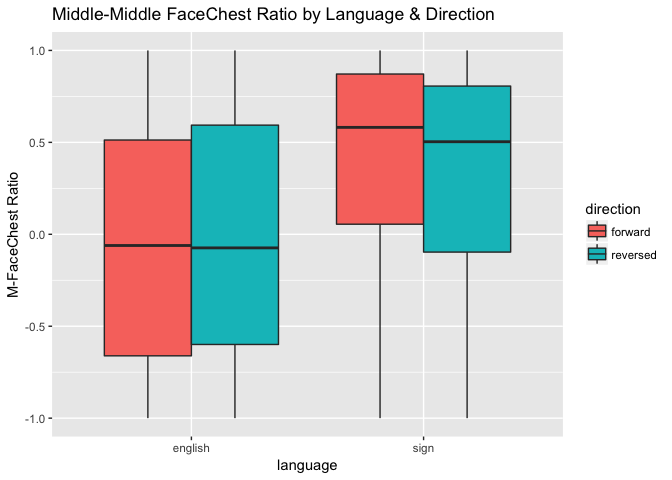 Middle-Middle FaceChest Ratio by Language & Direction
M-FaceChest Ratio
1.0
0.5
0.0
-0.5
-1.0
english
sign
language
direction
forward
reversed